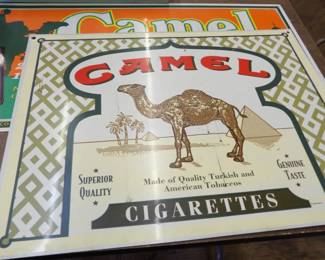 Camel
CAMEL
SUPERIOR
QUALITY
Made of Quality Turkish and
American Tobaccos
GENUINE
TASTE
CIGARETTES